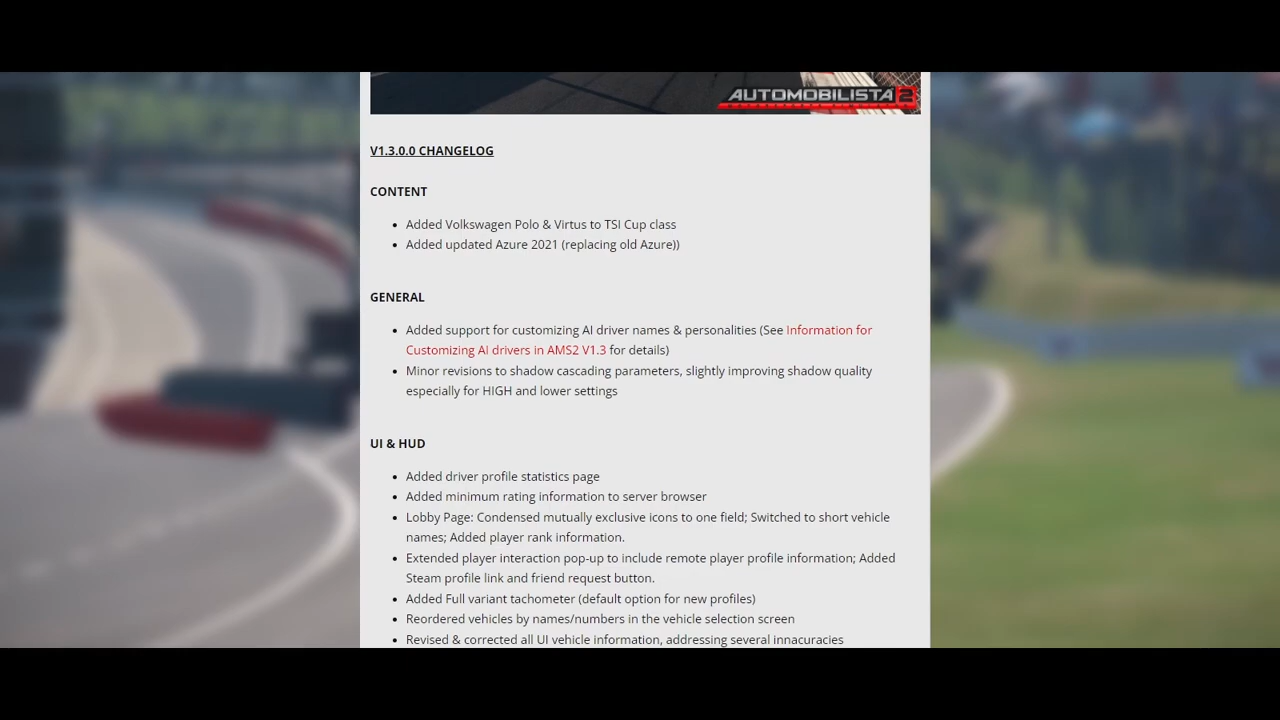 AUTOMOBILISTA 2
V1.3.0.0 CHANGELOG
CONTENT
• Added Volkswagen Polo & Virtus to TSI Cup class
• Added updated Azure 2021 (replacing old Azure))
GENERAL
• Added support for customizing AI driver names & personalities (See Information for
Customizing AI drivers in AMS2 V1.3 for details)
• Minor revisions to shadow cascading parameters, slightly improving shadow quality
especially for HIGH and lower settings
UI & HUD
• Added driver profile statistics page
• Added minimum rating information to server browser
• Lobby Page: Condensed mutually exclusive icons to one field; Switched to short vehicle
names; Added player rank information.
• Extended player interaction pop-up to include remote player profile information; Added
Steam profile link and friend request button.
• Added Full variant tachometer (default option for new profiles)
• Reordered vehicles by names/numbers in the vehicle selection screen
• Revised & corrected all UI vehicle information, addressing several innacuracies